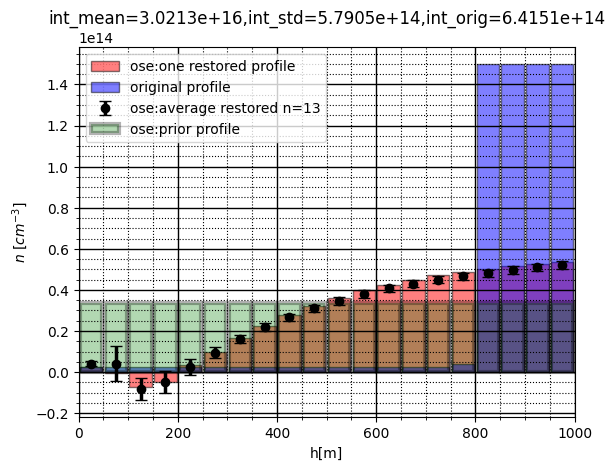 int_mean=3.0213e+16,int_std=5.7905e+14,int_orig=6.4151e+14
1e14
ose:one restored profile
original profile
ose:average restored n=13
ose:prior profile
1.4
1.2
1.0
0.8
0.6
0.4
0.2
0.0
−0.2
n [cm⁻³]
0 200 400 600 800 1000
h[m]